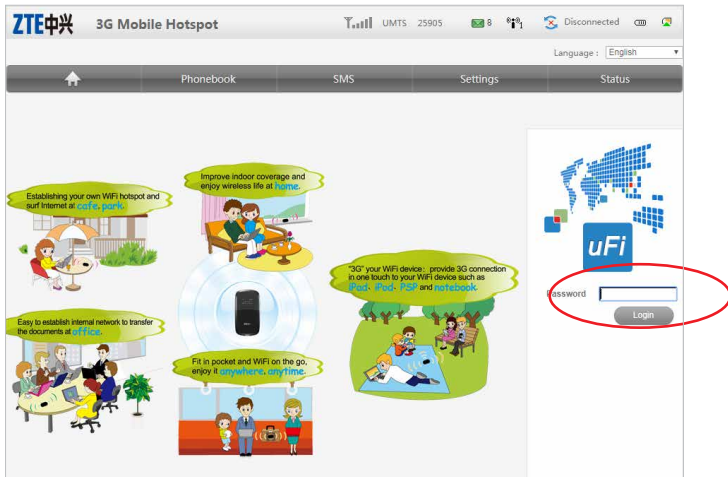 ZTE中兴 3G Mobile Hotspot UMTS 25905 8 1 Disconnected
Language : English
Phonebook SMS Settings Status
Improve indoor coverage and
enjoy wireless life at home.
Establishing your own WiFi hotspot and
surf Internet at cafe, park.
"3G" your WiFi device: provide 3G connection
in one touch to your WiFi device such as
iPad、iPod、PSP and notebook
Easy to establish internal network to transfer
the documents at office.
Fit in pocket and WiFi on the go,
enjoy it anywhere, anytime.
uFi
Password
Login